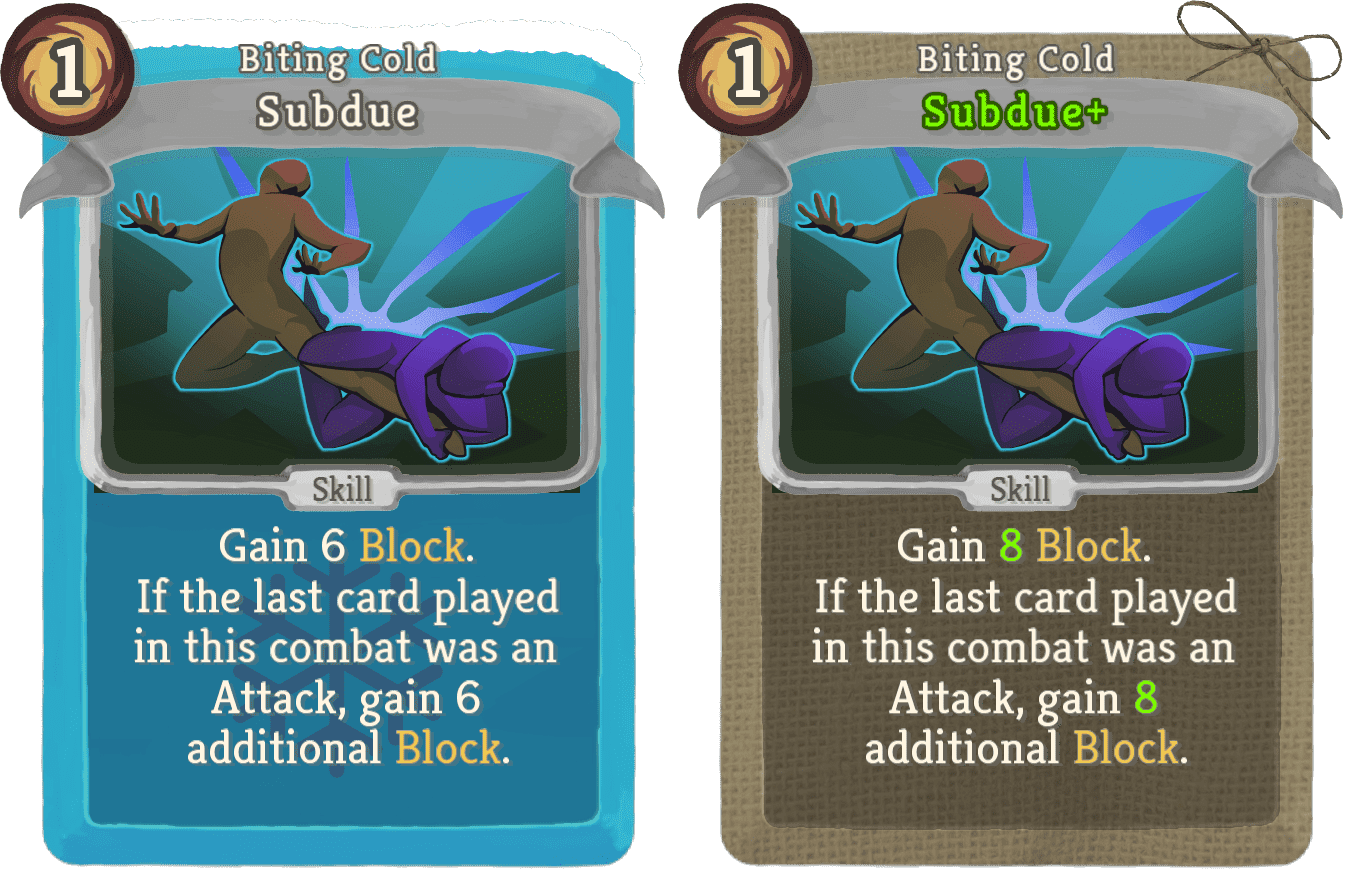 1
Biting Cold
Subdue
Skill
Gain 6 Block.
If the last card played
in this combat was an
Attack, gain 6
additional Block.
1
Biting Cold
Subdue+
Skill
Gain 8 Block.
If the last card played
in this combat was an
Attack, gain 8
additional Block.